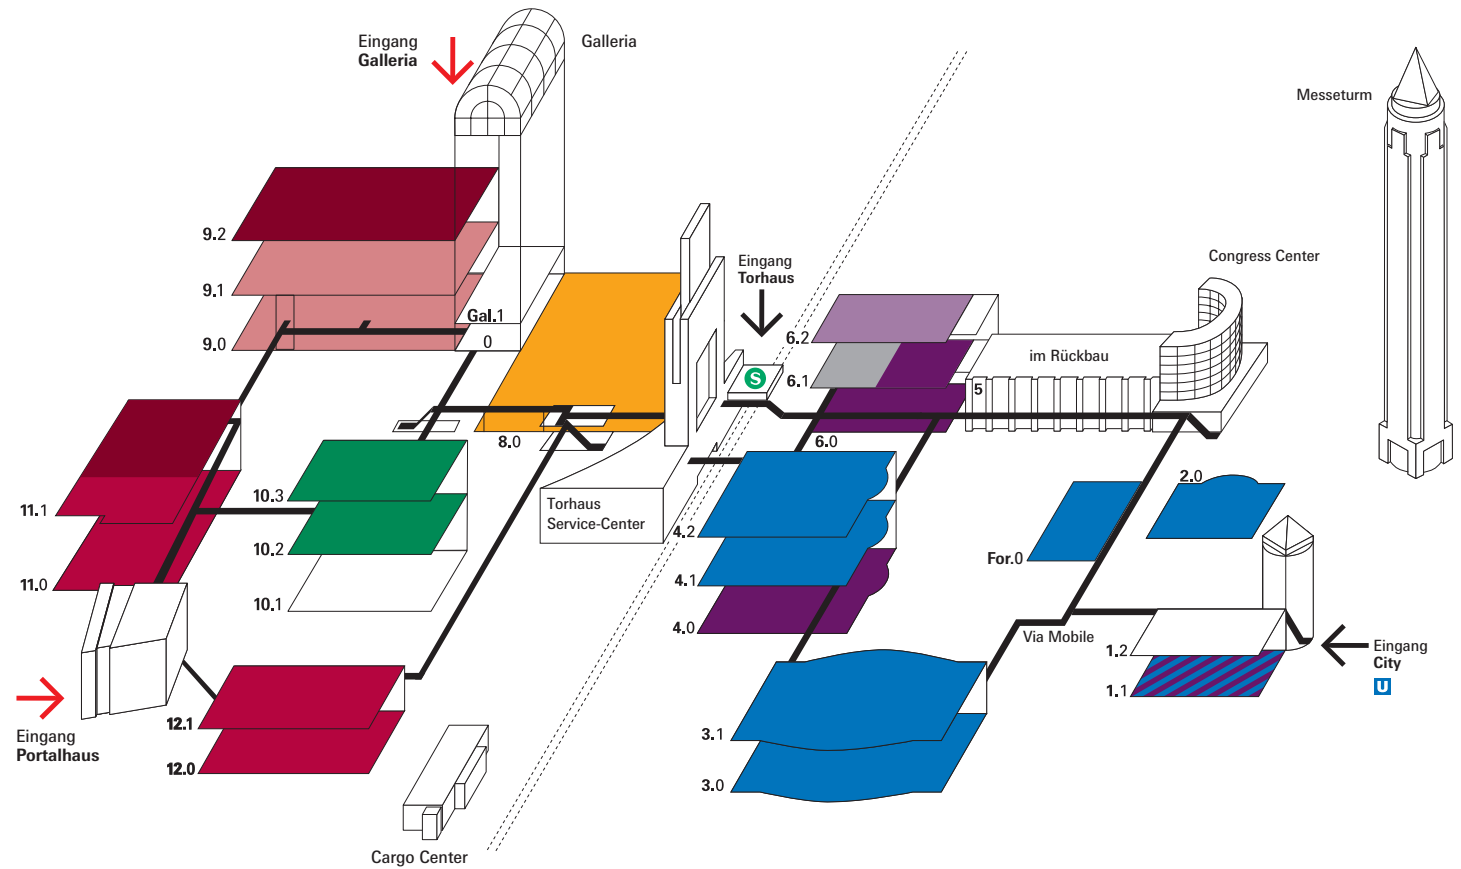 Eingang
Galleria
Galleria
Messeturm
9.2
9.1
9.0
Gal.1
0
Eingang
Torhaus
S
Congress Center
6.2
6.1
6.0
im Rückbau
5
8.0
11.1
11.0
10.3
10.2
10.1
Torhaus
Service-Center
4.2
4.1
4.0
2.0
For.0
Via Mobile
1.2
1.1
Eingang
City
U
Eingang
Portalhaus
12.1
12.0
3.1
3.0
Cargo Center